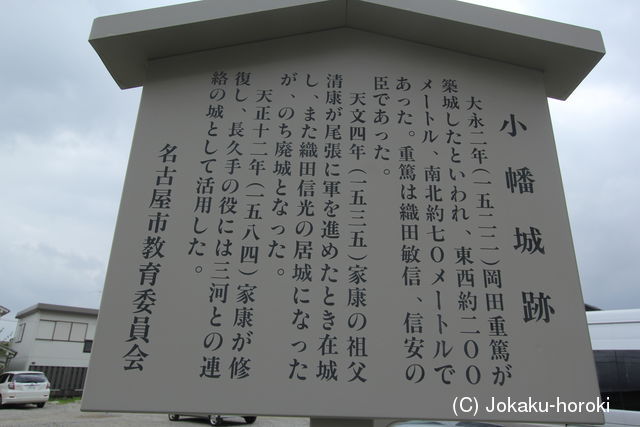 小幡城跡
大永二年(一五二二)岡田重篤が
築城したといわれ、東西約二〇〇
メートル、南北約七〇メートルで
あった。重篤は織田敏信、信安の
臣であった。
天文四年(一五三五)家康の祖父
清康が尾張に軍を進めたとき在城
し、また織田信光の居城になった
が、のち廃城となった。
天正十二年(一五八四)家康が修
復し、長久手の役には三河との連
絡の城として活用した。
名古屋市教育委員会
(C) Jokaku-horoki